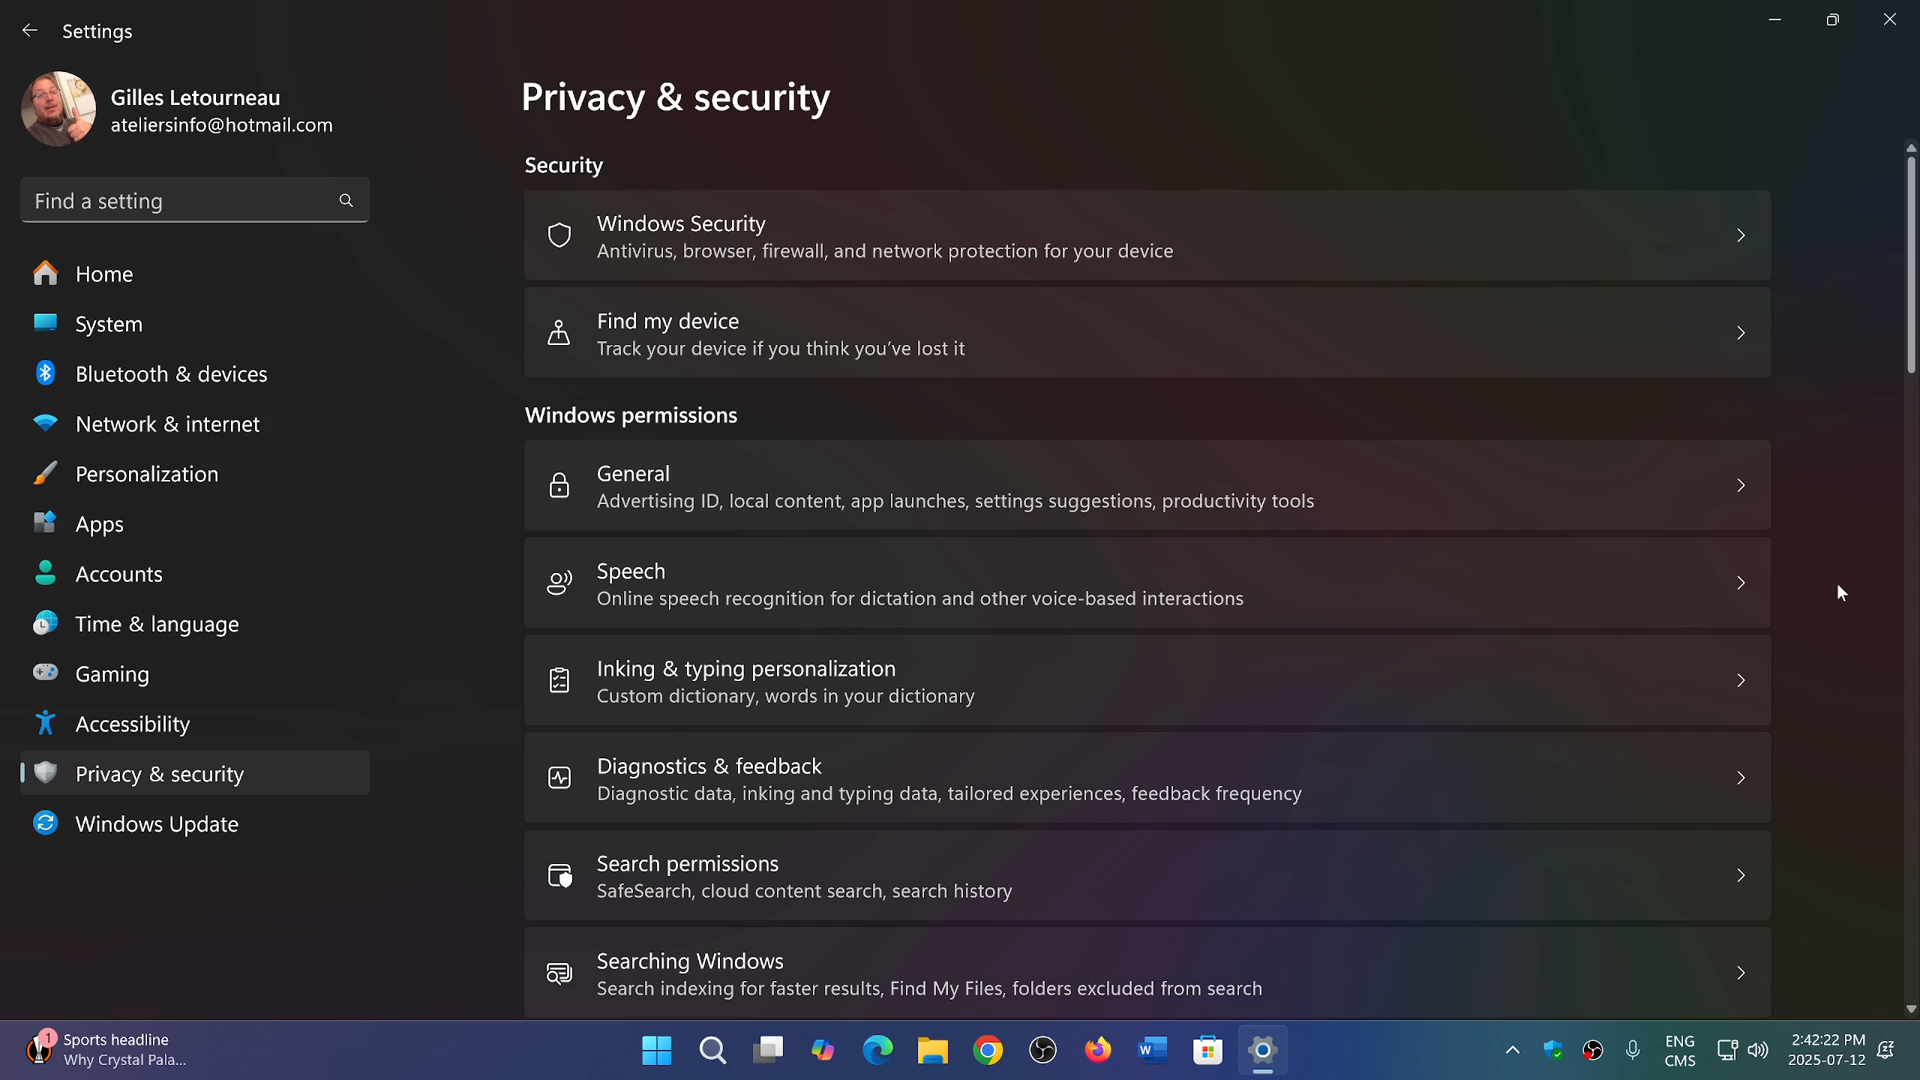 Settings
Gilles Letourneau
ateliersinfo@hotmail.com
Find a setting
Home
System
Bluetooth & devices
Network & internet
Personalization
Apps
Accounts
Time & language
Gaming
Accessibility
Privacy & security
Windows Update
Privacy & security
Security
Windows Security
Antivirus, browser, firewall, and network protection for your device
Find my device
Track your device if you think you've lost it
Windows permissions
General
Advertising ID, local content, app launches, settings suggestions, productivity tools
Speech
Online speech recognition for dictation and other voice-based interactions
Inking & typing personalization
Custom dictionary, words in your dictionary
Diagnostics & feedback
Diagnostic data, inking and typing data, tailored experiences, feedback frequency
Search permissions
SafeSearch, cloud content search, search history
Searching Windows
Search indexing for faster results, Find My Files, folders excluded from search
1
Sports headline
Why Crystal Pala...
W
ENG
CMS
2:42:22 PM
2025-07-12